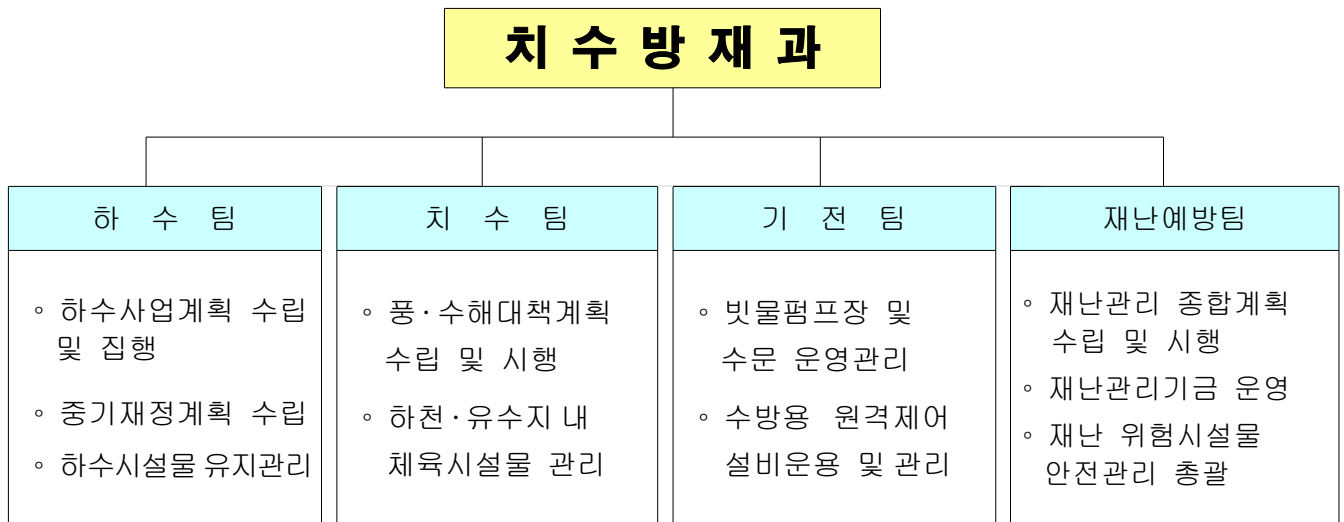 치수방재과
하수팀
◦ 하수사업계획 수립
및 집행
◦ 중기재정계획 수립
◦ 하수시설물 유지관리
치수팀
◦ 풍·수해대책계획
수립 및 시행
◦ 하천·유수지 내
체육시설물 관리
기전팀
◦ 빗물펌프장 및
수문 운영관리
◦ 수방용 원격제어
설비운용 및 관리
재난예방팀
◦ 재난관리 종합계획
수립 및 시행
◦ 재난관리기금 운영
◦ 재난 위험시설물
안전관리 총괄